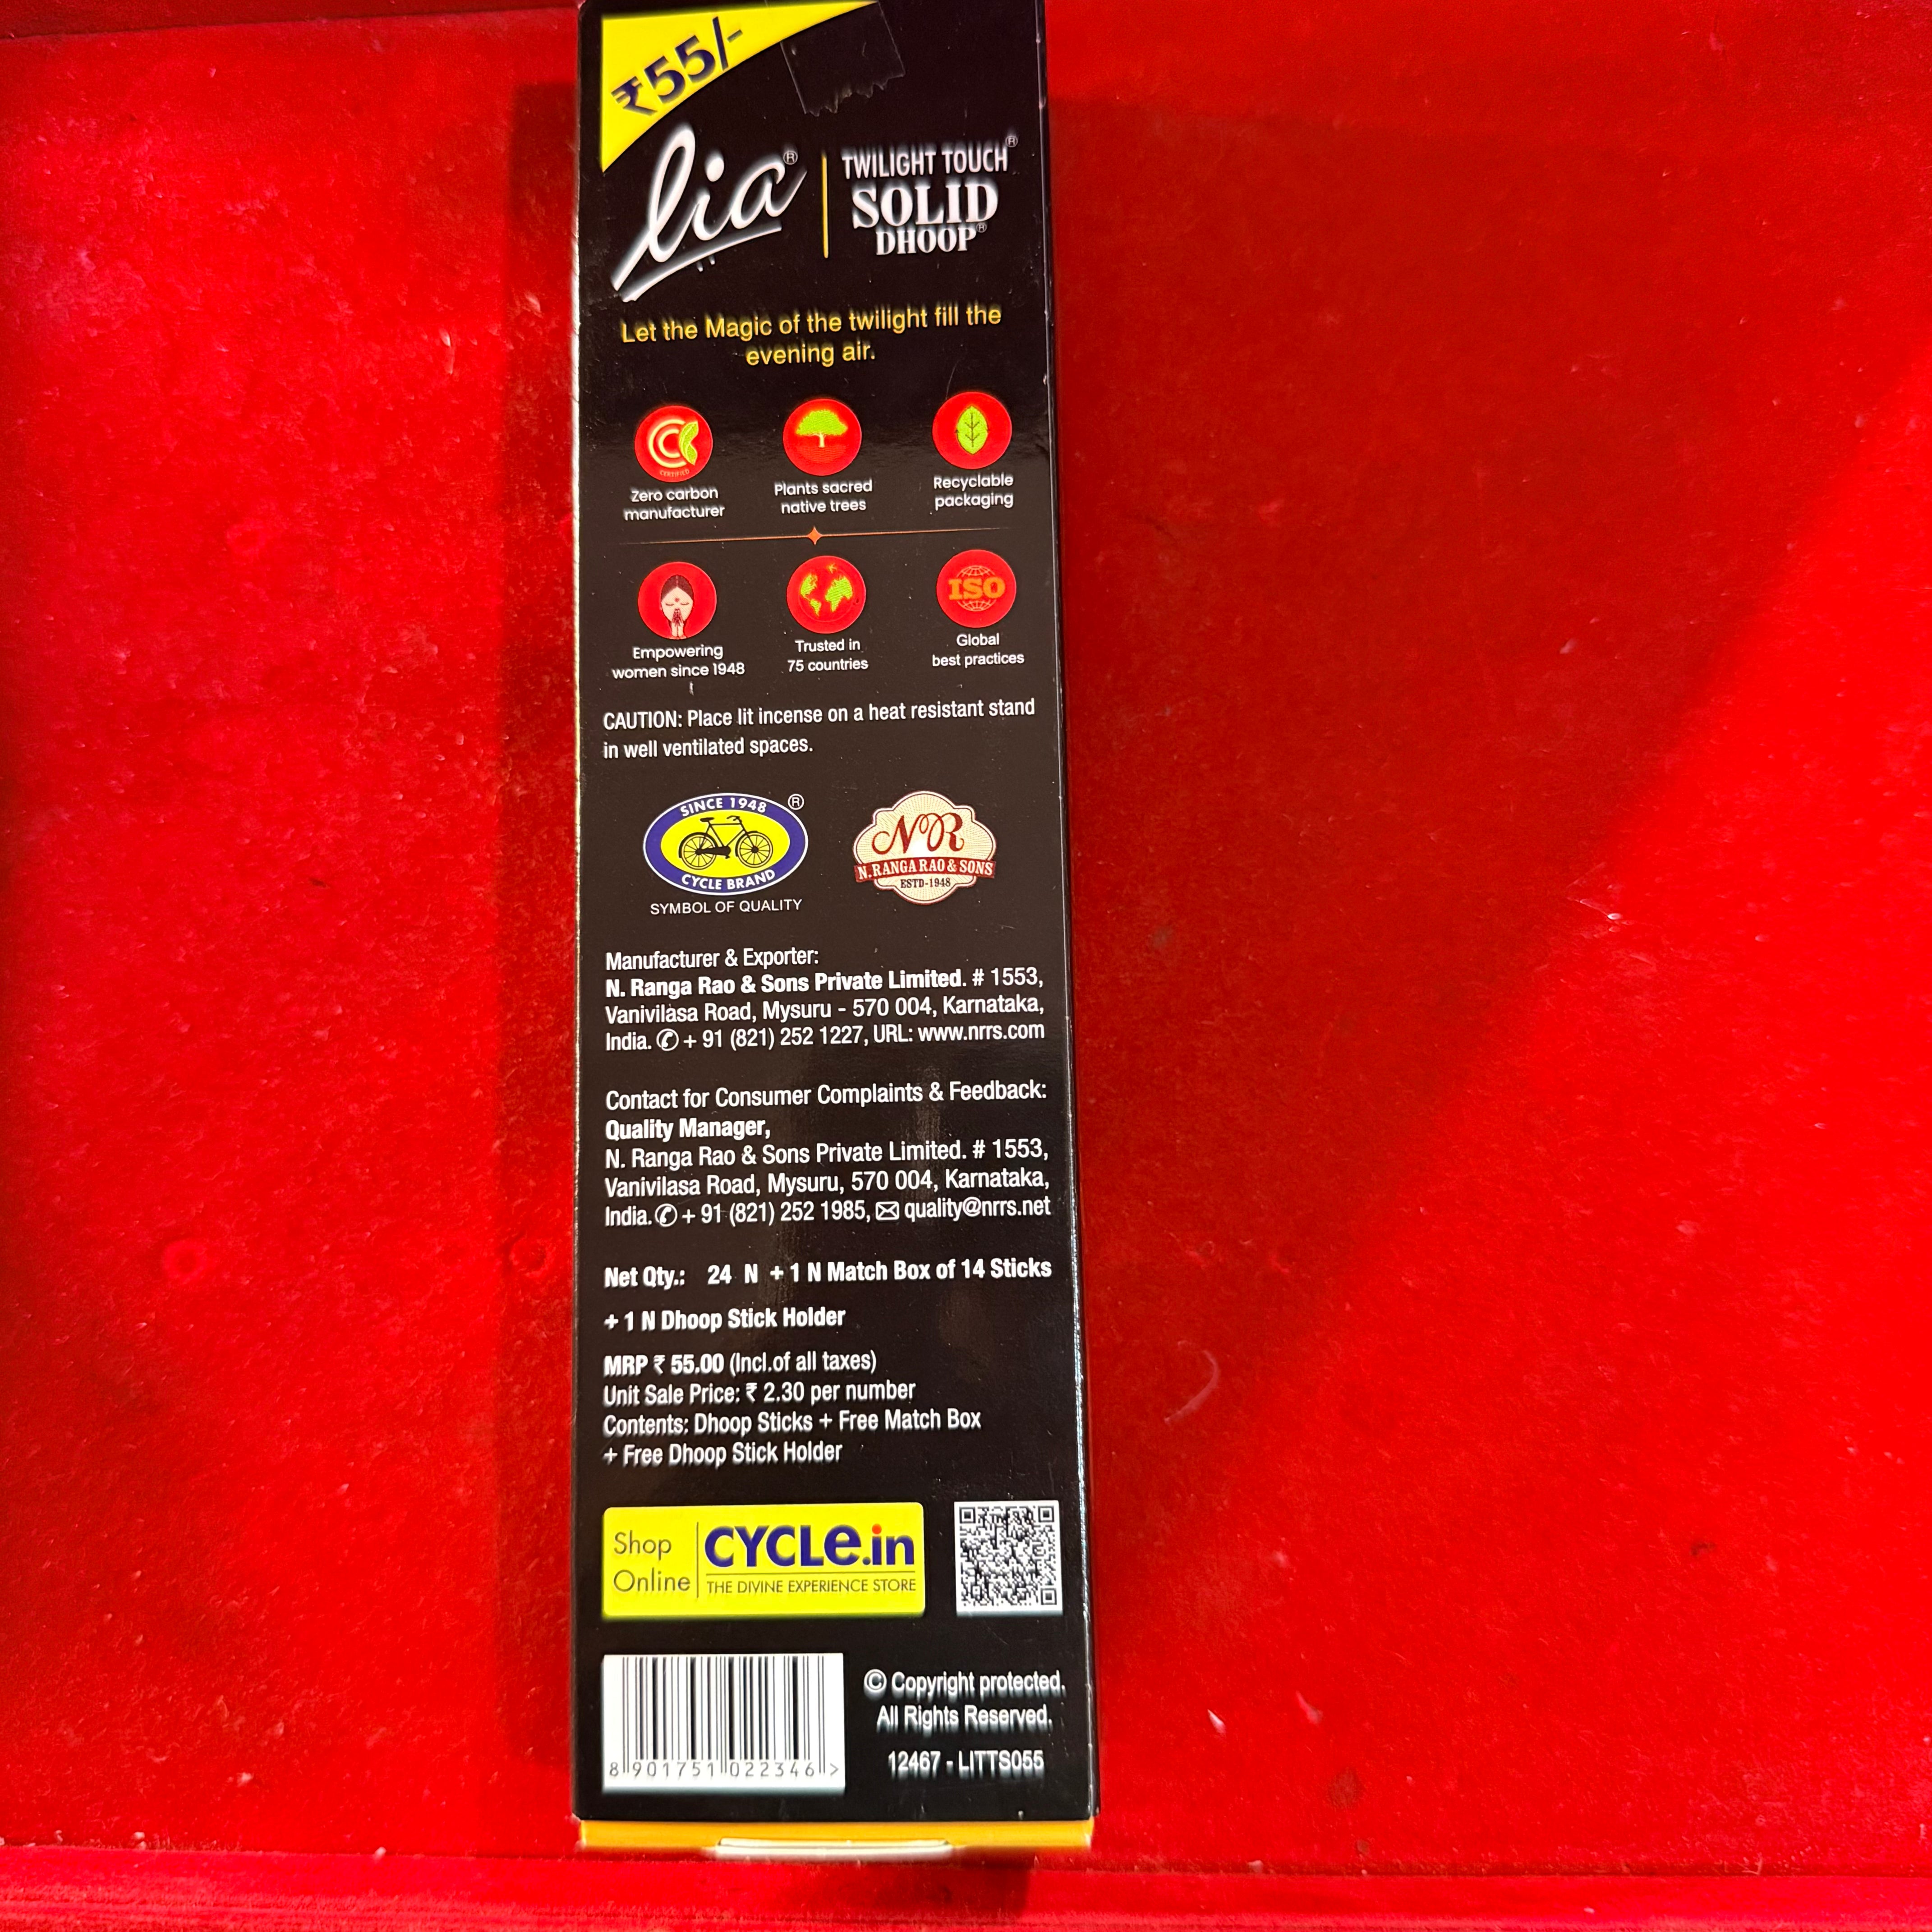 ₹55/-
lia®
TWILIGHT TOUCH®
SOLID
DHOOP®
Let the Magic of the twilight fill the
evening air.
CERTIFIED
Zero carbon
manufacturer
Plants sacred
native trees
Recyclable
packaging
Empowering
women since 1948
Trusted in
75 countries
ISO
Global
best practices
CAUTION: Place lit incense on a heat resistant stand
in well ventilated spaces.
SINCE 1948 ®
CYCLE BRAND
SYMBOL OF QUALITY
NR
N.RANGA RAO & SONS
ESTD-1948
Manufacturer & Exporter:
N. Ranga Rao & Sons Private Limited. # 1553,
Vanivilasa Road, Mysuru - 570 004, Karnataka,
India. ✆ + 91 (821) 252 1227, URL: www.nrrs.com
Contact for Consumer Complaints & Feedback:
Quality Manager,
N. Ranga Rao & Sons Private Limited. # 1553,
Vanivilasa Road, Mysuru, 570 004, Karnataka,
India. ✆ + 91 (821) 252 1985, ✉ quality@nrrs.net
Net Qty.: 24 N + 1 N Match Box of 14 Sticks
+ 1 N Dhoop Stick Holder
MRP ₹ 55.00 (Incl.of all taxes)
Unit Sale Price: ₹ 2.30 per number
Contents: Dhoop Sticks + Free Match Box
+ Free Dhoop Stick Holder
Shop
Online
CYCLe.in
THE DIVINE EXPERIENCE STORE
8 901751 022346 >
© Copyright protected.
All Rights Reserved.
12467 - LITTS055